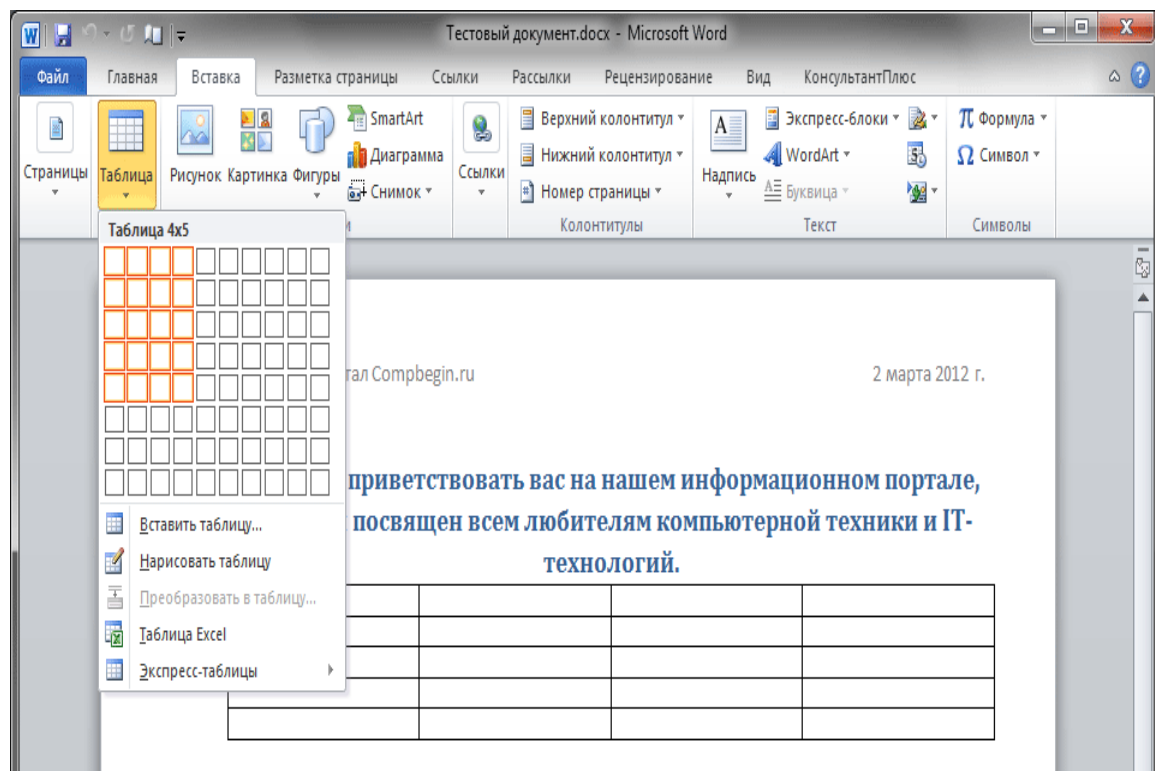 Тестовый документ.docx - Microsoft Word
Файл Главная Вставка Разметка страницы Ссылки Рассылки Рецензирование Вид КонсультантПлюс
Страницы
Таблица
Рисунок Картинка Фигуры
SmartArt
Диаграмма
Снимок
Ссылки
Верхний колонтитул
Нижний колонтитул
Номер страницы
Колонтитулы
Надпись
Экспресс-блоки
WordArt
Буквица
Текст
π Формула
Ω Символ
Символы
Таблица 4x5
Вставить таблицу...
Нарисовать таблицу
Преобразовать в таблицу...
Таблица Excel
Экспресс-таблицы
Compbegin.ru 2 марта 2012 г.
приветствовать вас на нашем информационном портале,
посвящен всем любителям компьютерной техники и IT-
технологий.